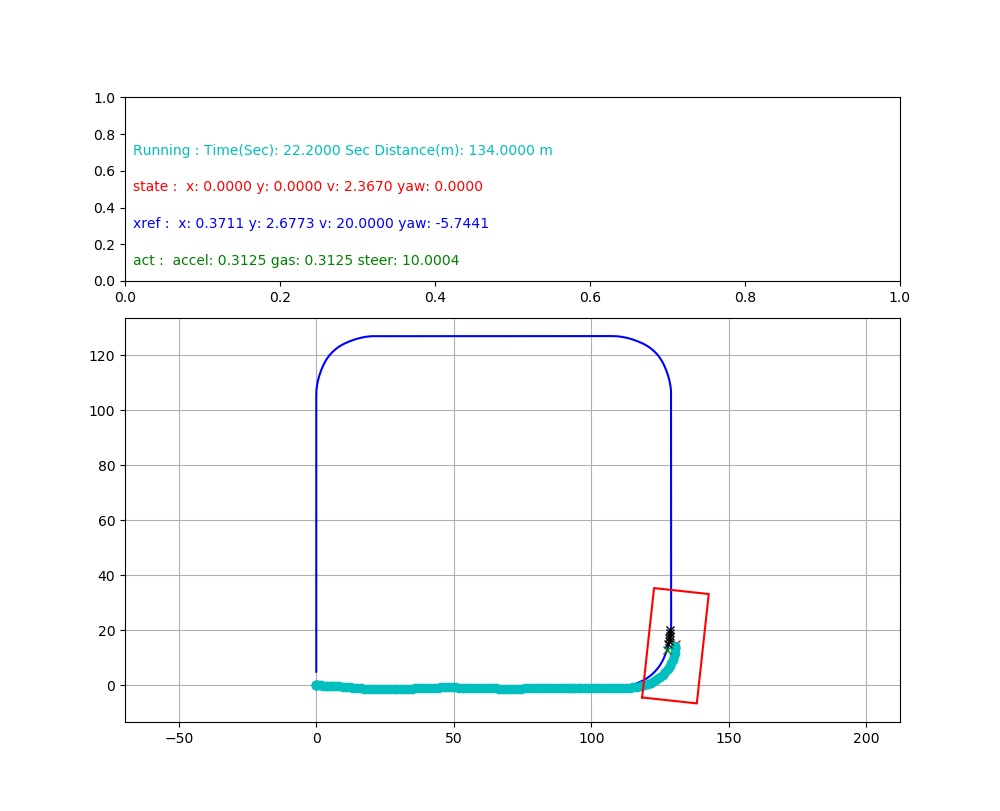 1.0
0.8
Running : Time(Sec): 22.2000 Sec Distance(m): 134.0000 m
0.6
state :  x: 0.0000 y: 0.0000 v: 2.3670 yaw: 0.0000
0.4
xref :  x: 0.3711 y: 2.6773 v: 20.0000 yaw: -5.7441
0.2
act :  accel: 0.3125 gas: 0.3125 steer: 10.0004
0.0
0.0 0.2 0.4 0.6 0.8 1.0
120
100
80
60
40
20
0
−50 0 50 100 150 200